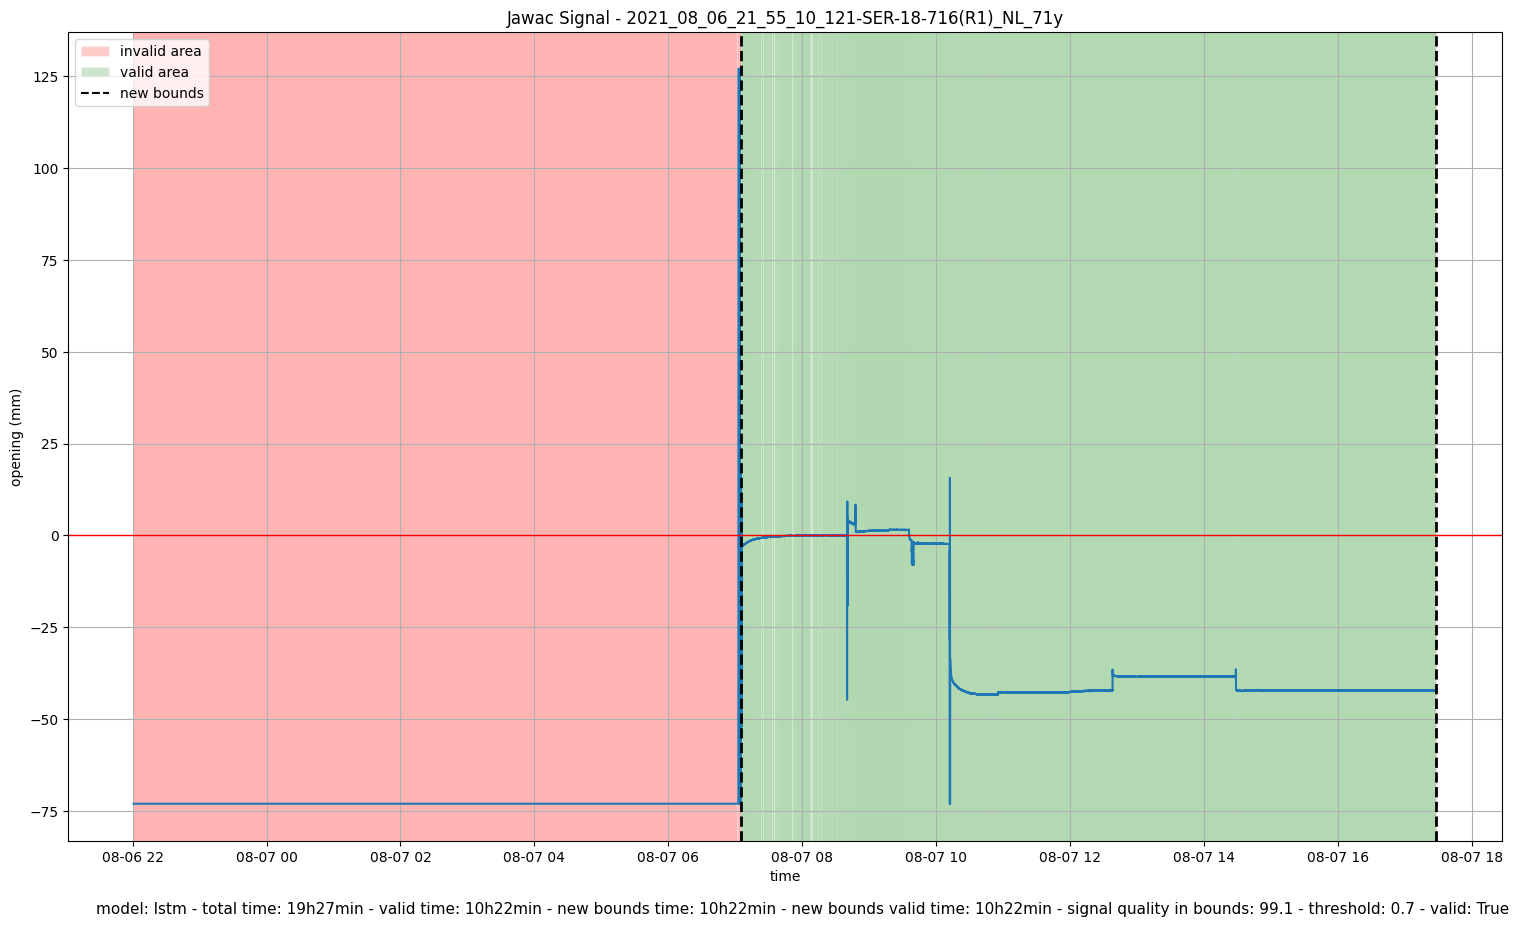 Jawac Signal - 2021_08_06_21_55_10_121-SER-18-716(R1)_NL_71y
invalid area
valid area
new bounds
125
100
75
50
25
0
−25
−50
−75
opening (mm)
08-06 22
08-07 00
08-07 02
08-07 04
08-07 06
08-07 08
08-07 10
08-07 12
08-07 14
08-07 16
08-07 18
time
model: lstm - total time: 19h27min - valid time: 10h22min - new bounds time: 10h22min - new bounds valid time: 10h22min - signal quality in bounds: 99.1 - threshold: 0.7 - valid: True